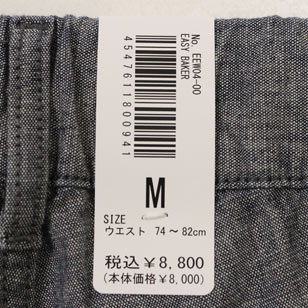 No. EEW04-00
EASY BAKER
4547611800941
M
SIZE
ウエスト 74～82cm
税込￥8,800
(本体価格￥8,000)